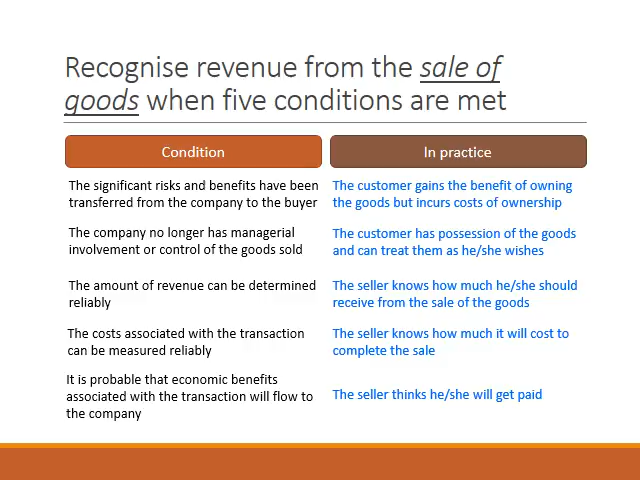 Recognise revenue from the sale of
goods when five conditions are met
Condition
In practice
The significant risks and benefits have been
transferred from the company to the buyer
The customer gains the benefit of owning
the goods but incurs costs of ownership
The company no longer has managerial
involvement or control of the goods sold
The customer has possession of the goods
and can treat them as he/she wishes
The amount of revenue can be determined
reliably
The seller knows how much he/she should
receive from the sale of the goods
The costs associated with the transaction
can be measured reliably
The seller knows how much it will cost to
complete the sale
It is probable that economic benefits
associated with the transaction will flow to
the company
The seller thinks he/she will get paid